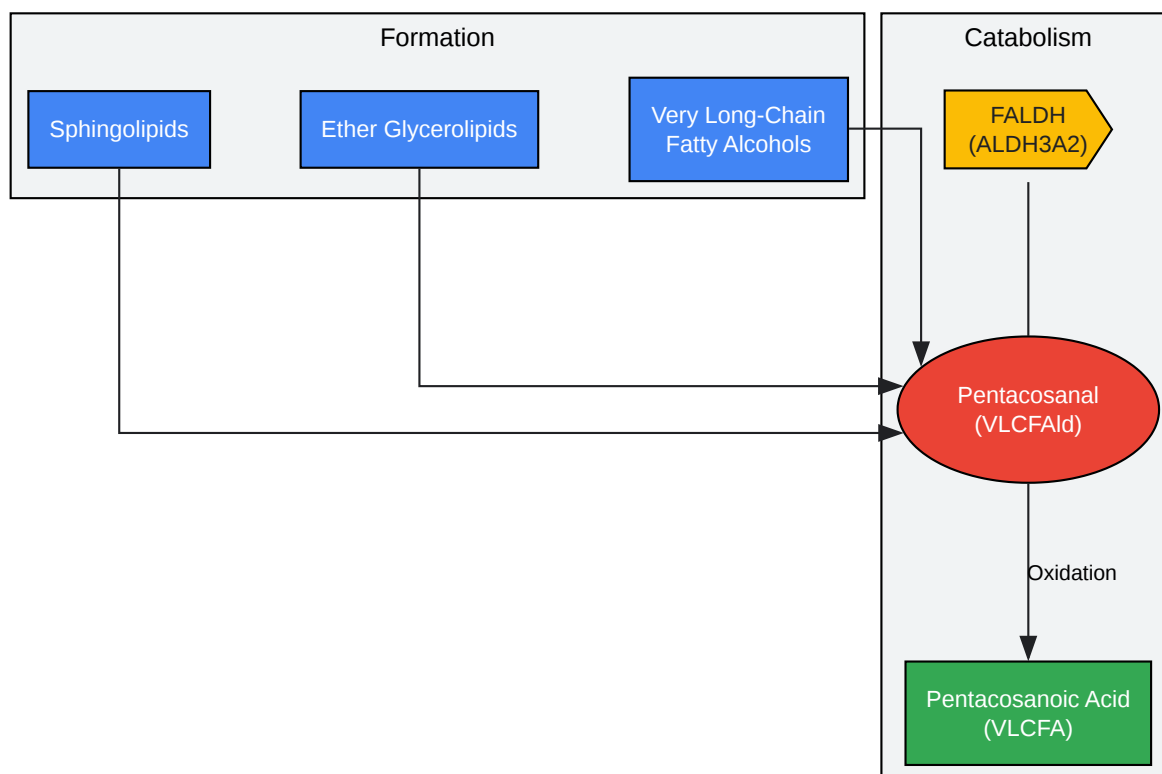 Formation
Sphingolipids
Ether Glycerolipids
Very Long-Chain
Fatty Alcohols
Catabolism
FALDH
(ALDH3A2)
Pentacosanal
(VLCFAld)
Oxidation
Pentacosanoic Acid
(VLCFA)